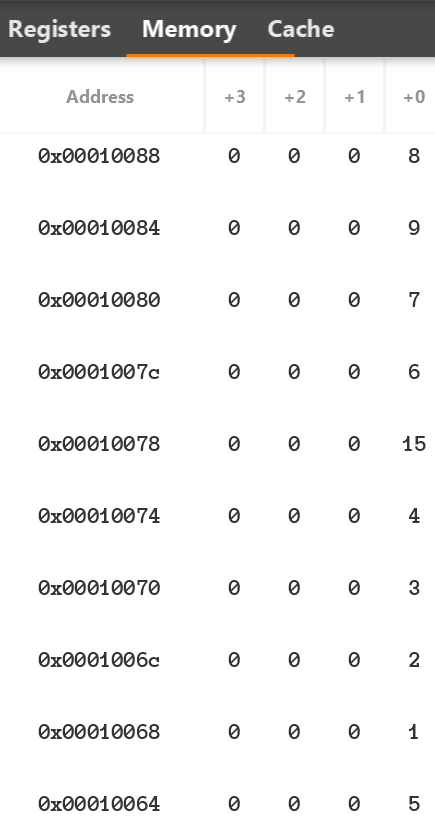 Registers Memory Cache
Address +3 +2 +1 +0
0x00010088 0 0 0 8
0x00010084 0 0 0 9
0x00010080 0 0 0 7
0x0001007c 0 0 0 6
0x00010078 0 0 0 15
0x00010074 0 0 0 4
0x00010070 0 0 0 3
0x0001006c 0 0 0 2
0x00010068 0 0 0 1
0x00010064 0 0 0 5